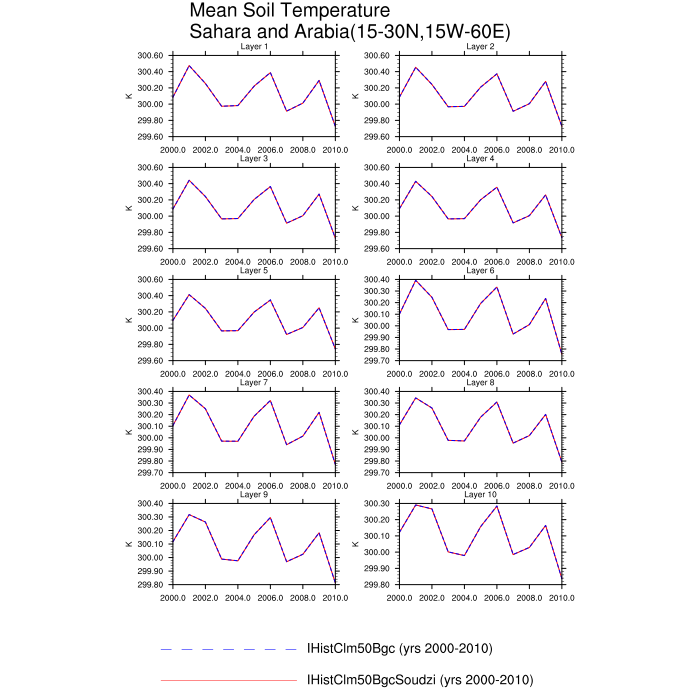 Mean Soil Temperature
Sahara and Arabia(15-30N,15W-60E)
Layer 1 Layer 2
300.60 300.60
300.40 300.40
300.20 300.20
K 300.00 K 300.00
299.80 299.80
299.60 299.60
2000.0 2002.0 2004.0 2006.0 2008.0 2010.0 2000.0 2002.0 2004.0 2006.0 2008.0 2010.0
Layer 3 Layer 4
300.60 300.60
300.40 300.40
300.20 300.20
K 300.00 K 300.00
299.80 299.80
299.60 299.60
2000.0 2002.0 2004.0 2006.0 2008.0 2010.0 2000.0 2002.0 2004.0 2006.0 2008.0 2010.0
Layer 5 Layer 6
300.60 300.40
300.40 300.30
300.20 300.20
300.10
K 300.00 K 300.00
299.90
299.80 299.80
299.60 299.70
2000.0 2002.0 2004.0 2006.0 2008.0 2010.0 2000.0 2002.0 2004.0 2006.0 2008.0 2010.0
Layer 7 Layer 8
300.40 300.40
300.30 300.30
300.20 300.20
300.10 300.10
K 300.00 K 300.00
299.90 299.90
299.80 299.80
299.70 299.70
2000.0 2002.0 2004.0 2006.0 2008.0 2010.0 2000.0 2002.0 2004.0 2006.0 2008.0 2010.0
Layer 9 Layer 10
300.40 300.30
300.30 300.20
300.20 300.10
300.10
K 300.00 K 300.00
299.90 299.90
299.80 299.80
2000.0 2002.0 2004.0 2006.0 2008.0 2010.0 2000.0 2002.0 2004.0 2006.0 2008.0 2010.0
IHistClm50Bgc (yrs 2000-2010)
IHistClm50BgcSoudzi (yrs 2000-2010)